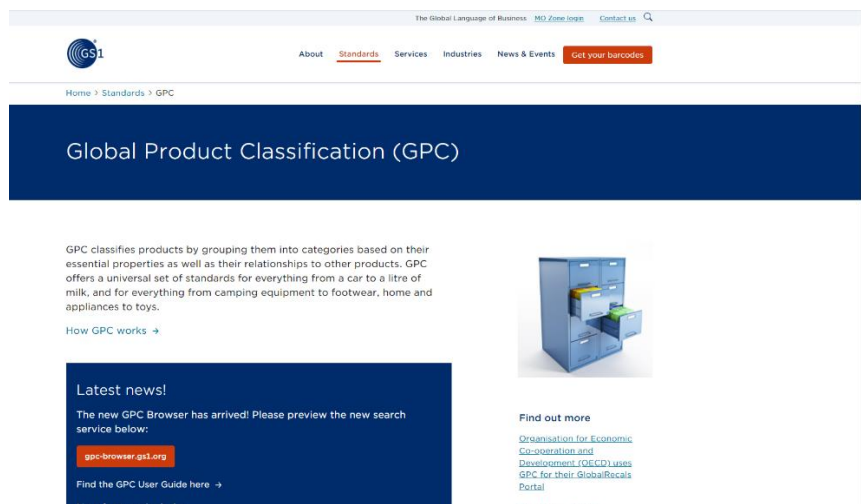 The Global Language of Business MO Zone login Contact us
GS1
About Standards Services Industries News & Events Get your barcodes
Home > Standards > GPC
Global Product Classification (GPC)
GPC classifies products by grouping them into categories based on their
essential properties as well as their relationships to other products. GPC
offers a universal set of standards for everything from a car to a litre of
milk, and for everything from camping equipment to footwear, home and
appliances to toys.
How GPC works →
Latest news!
The new GPC Browser has arrived! Please preview the new search
service below:
gpc-browser.gs1.org
Find the GPC User Guide here →
Find out more
Organisation for Economic
Co-operation and
Development (OECD) uses
GPC for their GlobalRecals
Portal